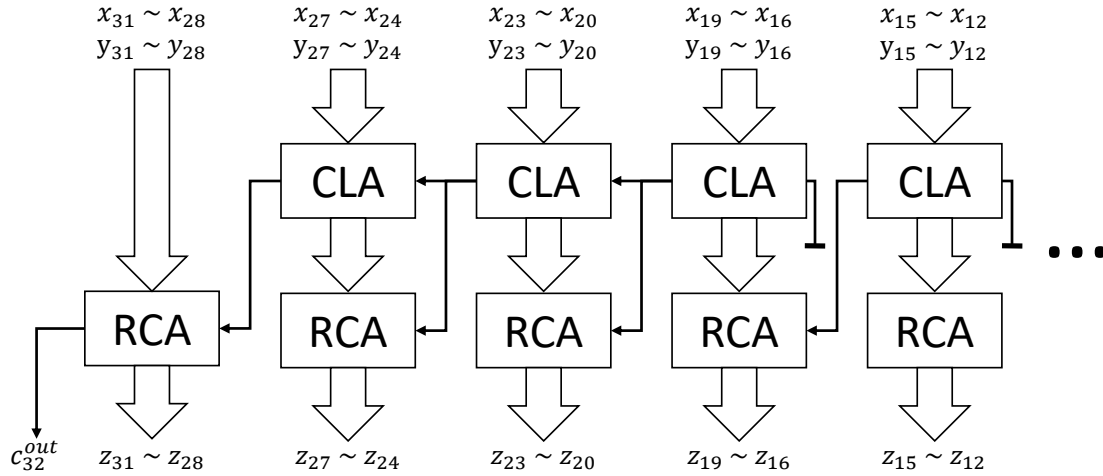 x₃₁ ~ x₂₈ x₂₇ ~ x₂₄ x₂₃ ~ x₂₀ x₁₉ ~ x₁₆ x₁₅ ~ x₁₂
y₃₁ ~ y₂₈ y₂₇ ~ y₂₄ y₂₃ ~ y₂₀ y₁₉ ~ y₁₆ y₁₅ ~ y₁₂
CLA CLA CLA CLA
...
RCA RCA RCA RCA RCA
c₃₂ᵒᵘᵗ z₃₁ ~ z₂₈ z₂₇ ~ z₂₄ z₂₃ ~ z₂₀ z₁₉ ~ z₁₆ z₁₅ ~ z₁₂